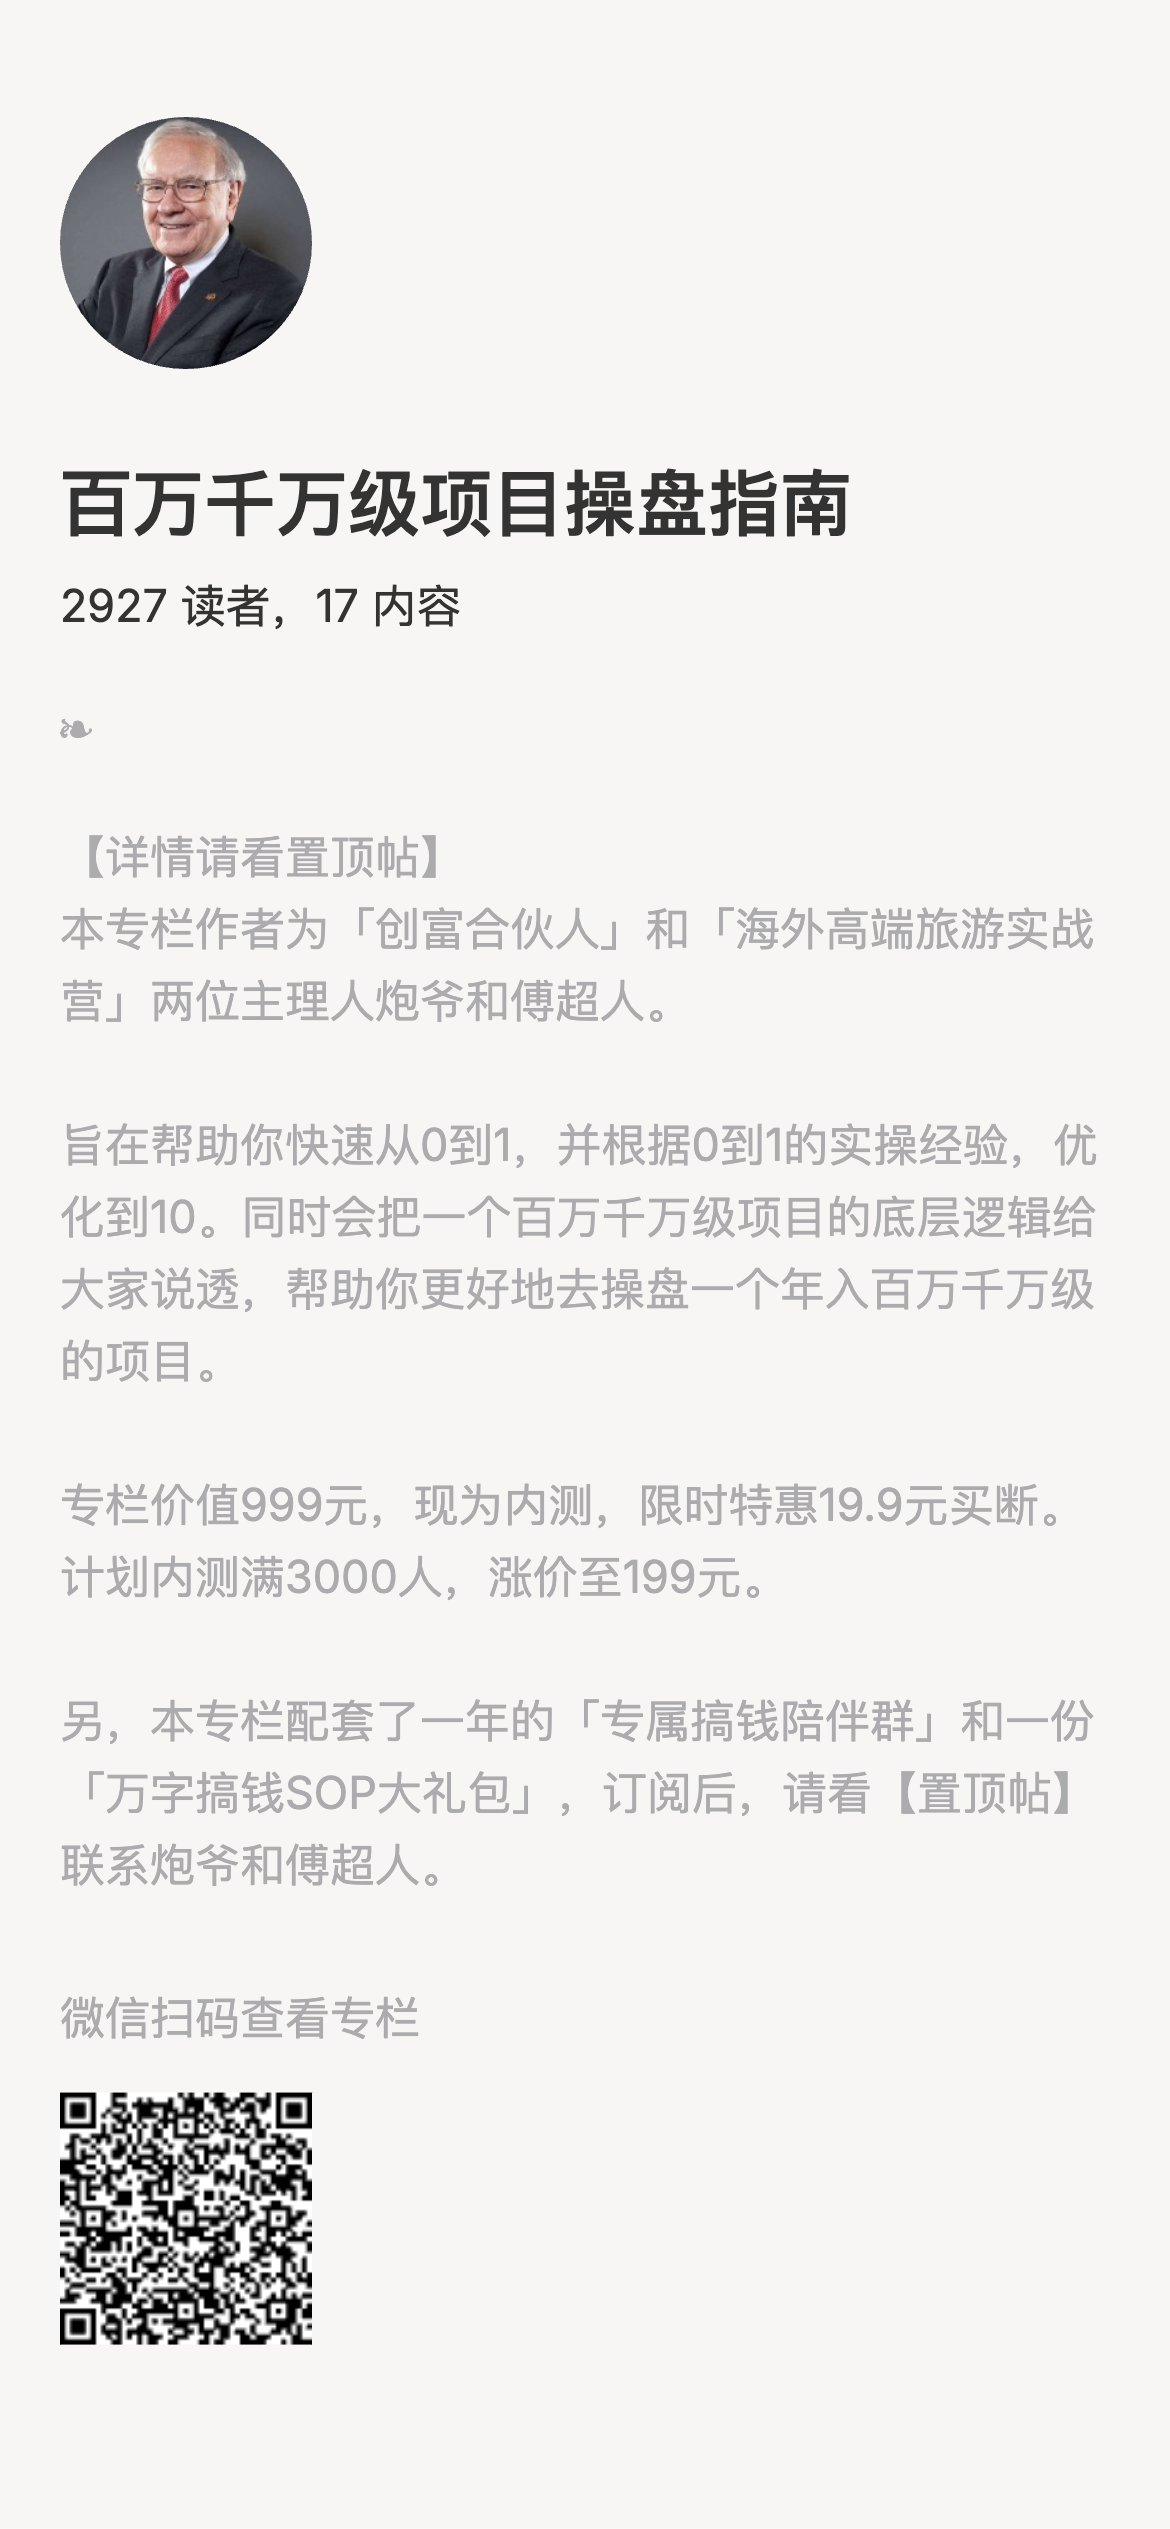 百万千万级项目操盘指南
2927 读者，17 内容
❧
【详情请看置顶帖】
本专栏作者为「创富合伙人」和「海外高端旅游实战
营」两位主理人炮爷和傅超人。
旨在帮助你快速从0到1，并根据0到1的实操经验，优
化到10。同时会把一个百万千万级项目的底层逻辑给
大家说透，帮助你更好地去操盘一个年入百万千万级
的项目。
专栏价值999元，现为内测，限时特惠19.9元买断。
计划内测满3000人，涨价至199元。
另，本专栏配套了一年的「专属搞钱陪伴群」和一份
「万字搞钱SOP大礼包」，订阅后，请看【置顶帖】
联系炮爷和傅超人。
微信扫码查看专栏